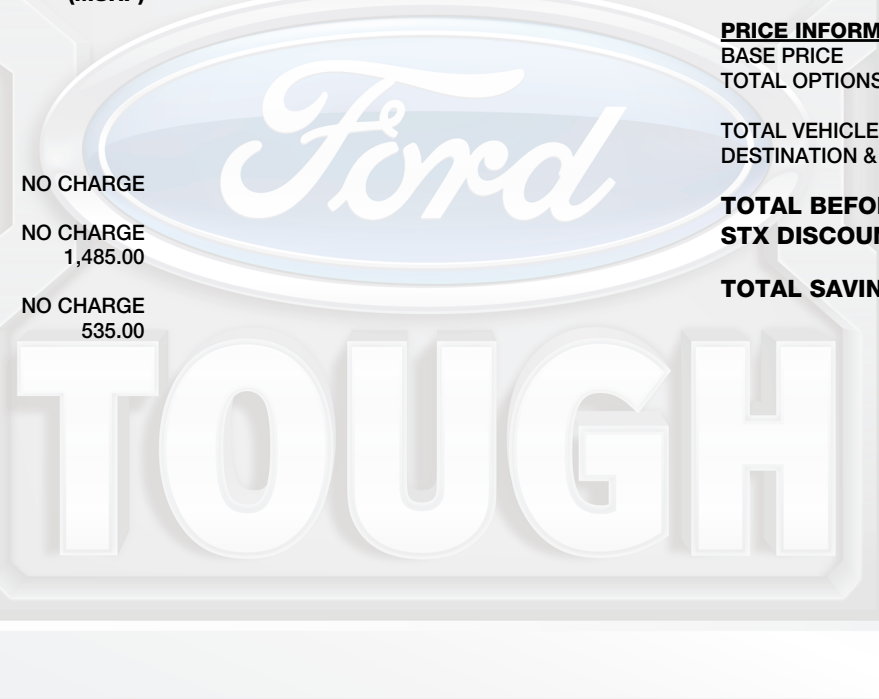 (MSRP)
NO CHARGE
NO CHARGE
1,485.00
NO CHARGE
535.00
PRICE INFORM
BASE PRICE
TOTAL OPTIONS
TOTAL VEHICLE
DESTINATION &
TOTAL BEFO
STX DISCOUN
TOTAL SAVIN
Ford
TOUGH